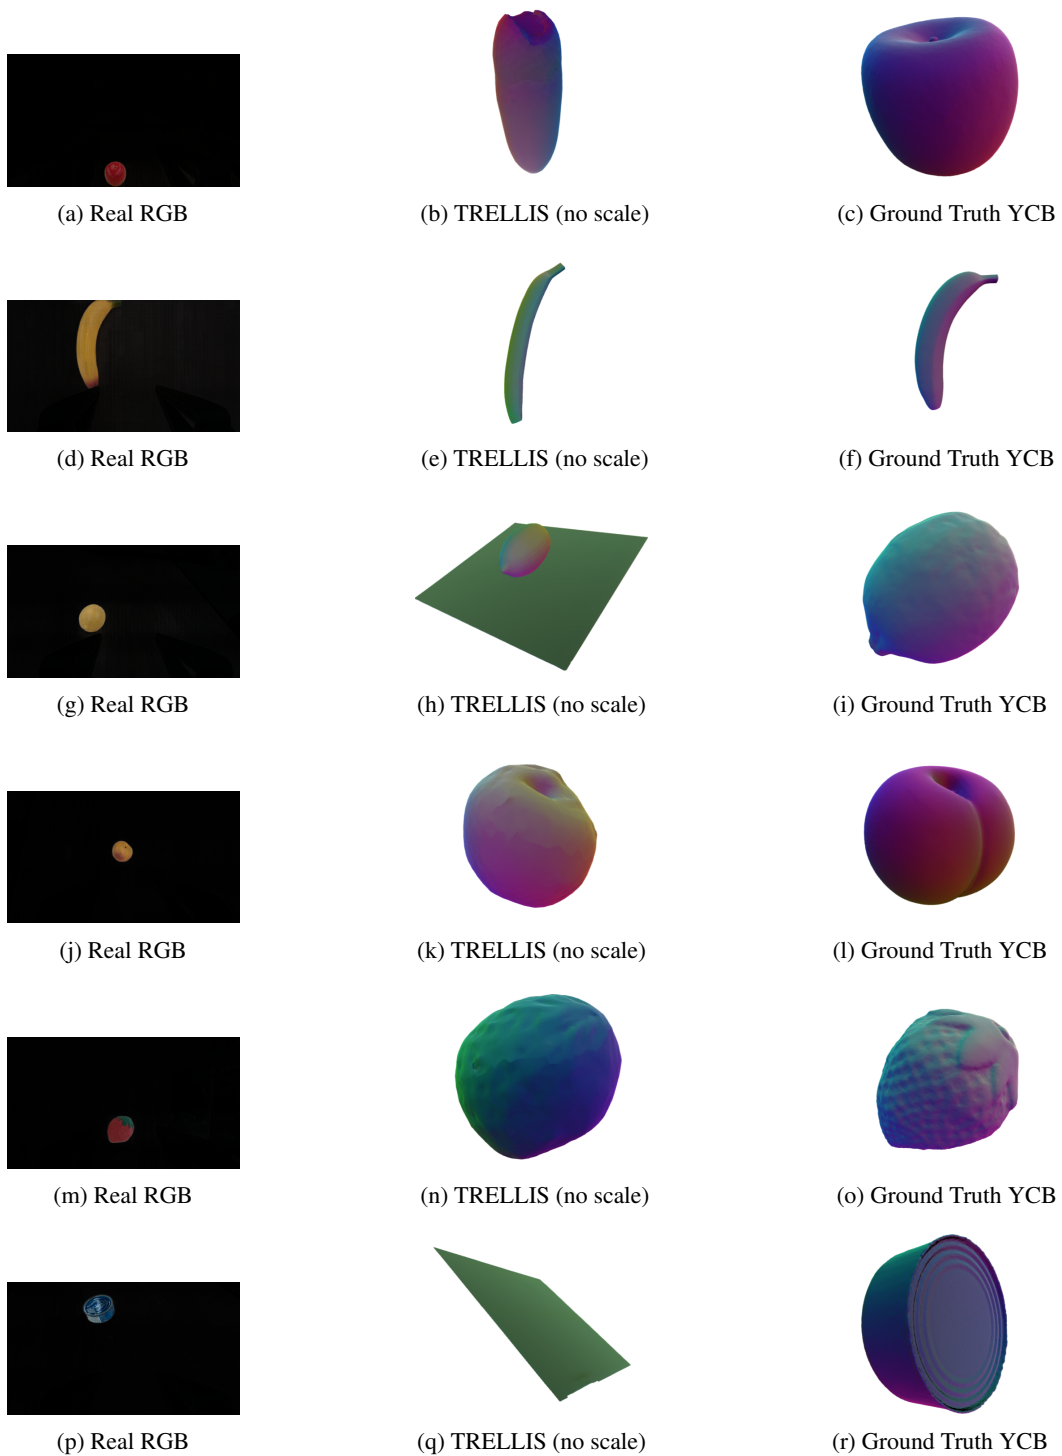 (a) Real RGB
(b) TRELLIS (no scale)
(c) Ground Truth YCB
(d) Real RGB
(e) TRELLIS (no scale)
(f) Ground Truth YCB
(g) Real RGB
(h) TRELLIS (no scale)
(i) Ground Truth YCB
(j) Real RGB
(k) TRELLIS (no scale)
(l) Ground Truth YCB
(m) Real RGB
(n) TRELLIS (no scale)
(o) Ground Truth YCB
(p) Real RGB
(q) TRELLIS (no scale)
(r) Ground Truth YCB